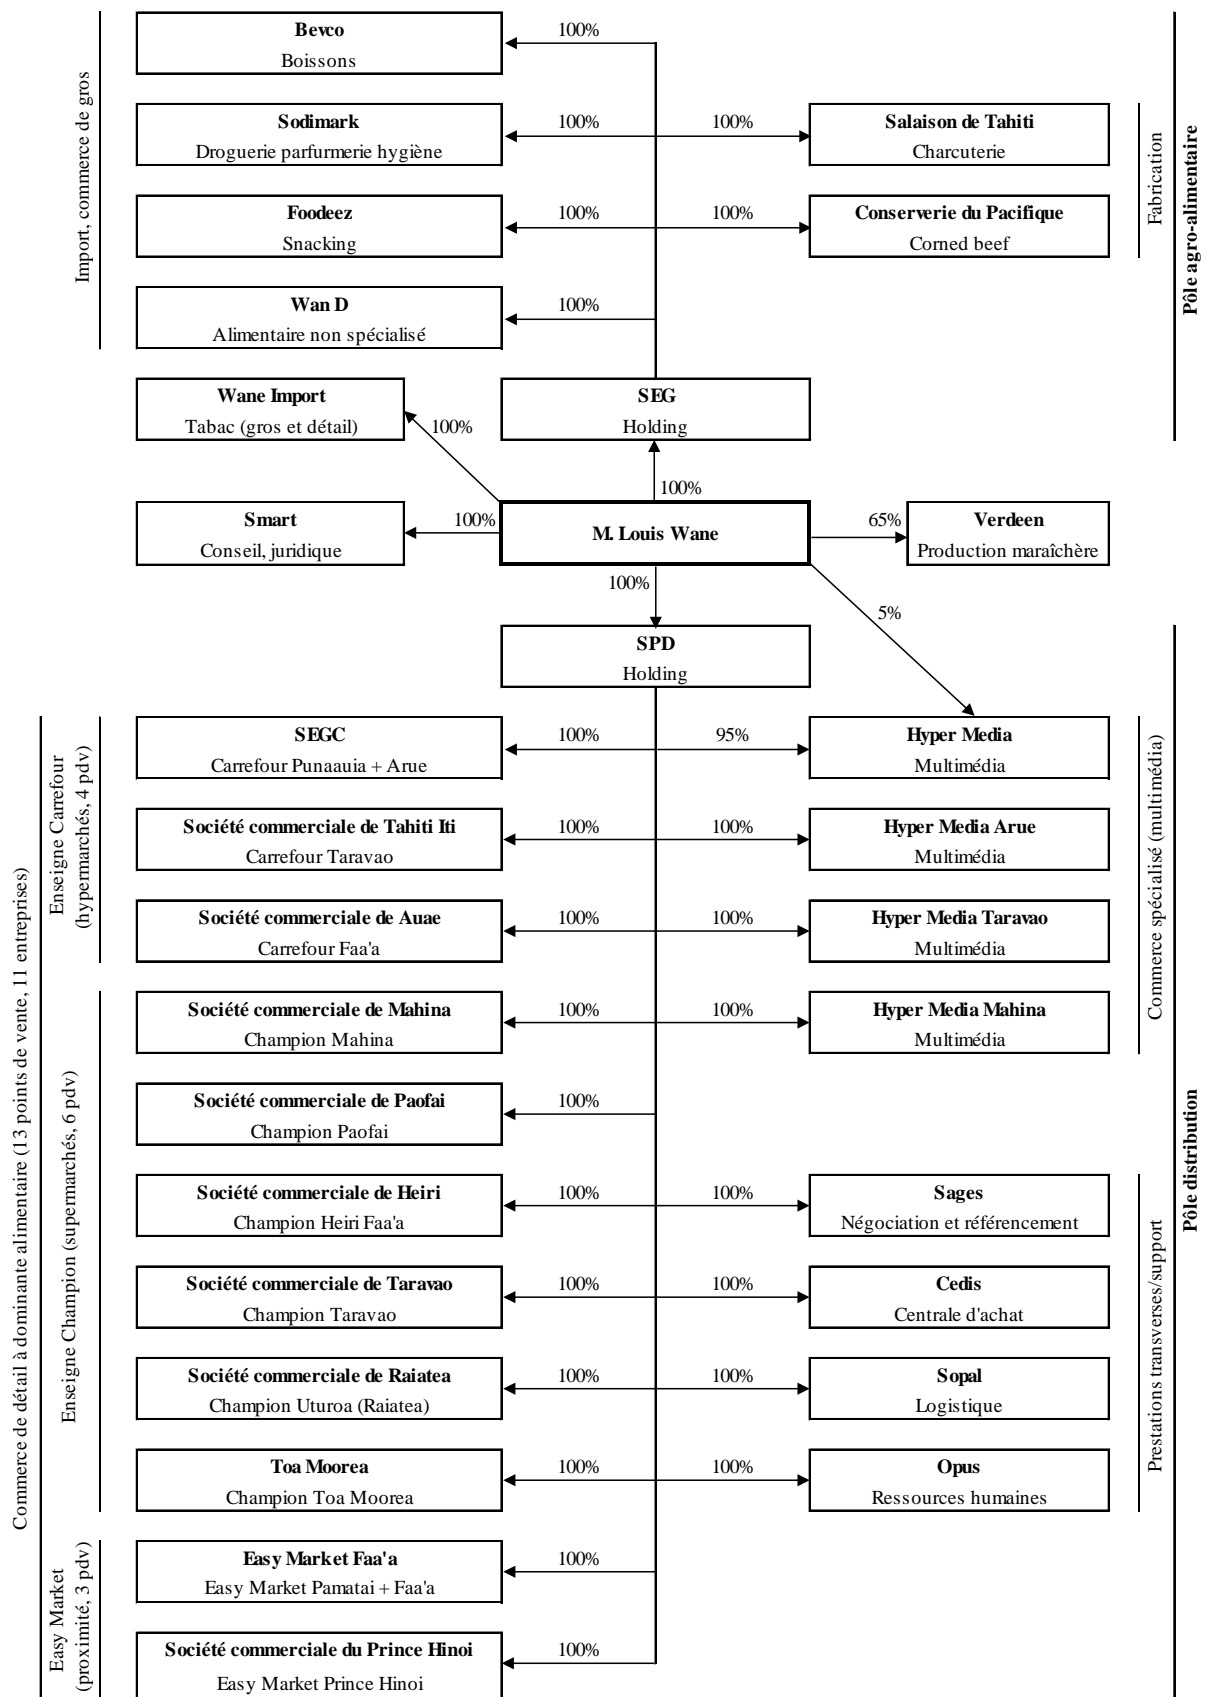 Bevco
Boissons
100%
Sodimark
Droguerie parfurmerie hygiène
100%
100%
Salaison de Tahiti
Charcuterie
Foodeez
Snacking
100%
100%
Conserverie du Pacifique
Corned beef
Wan D
Alimentaire non spécialisé
100%
Import, commerce de gros
Fabrication
Pôle agro-alimentaire
Wane Import
Tabac (gros et détail)
100%
SEG
Holding
100%
Smart
Conseil, juridique
100%
M. Louis Wane
65%
Verdeen
Production maraîchère
100%
5%
SPD
Holding
SEGC
Carrefour Punaauia + Arue
100%
95%
Hyper Media
Multimédia
Société commerciale de Tahiti Iti
Carrefour Taravao
100%
100%
Hyper Media Arue
Multimédia
Société commerciale de Auae
Carrefour Faa'a
100%
100%
Hyper Media Taravao
Multimédia
Société commerciale de Mahina
Champion Mahina
100%
100%
Hyper Media Mahina
Multimédia
Société commerciale de Paofai
Champion Paofai
100%
Société commerciale de Heiri
Champion Heiri Faa'a
100%
100%
Sages
Négociation et référencement
Société commerciale de Taravao
Champion Taravao
100%
100%
Cedis
Centrale d'achat
Société commerciale de Raiatea
Champion Uturoa (Raiatea)
100%
100%
Sopal
Logistique
Toa Moorea
Champion Toa Moorea
100%
100%
Opus
Ressources humaines
Easy Market Faa'a
Easy Market Pamatai + Faa'a
100%
Société commerciale du Prince Hinoi
Easy Market Prince Hinoi
100%
Commerce de détail à dominante alimentaire (13 points de vente, 11 entreprises)
Enseigne Carrefour
(hypermarchés, 4 pdv)
Enseigne Champion (supermarchés, 6 pdv)
Easy Market
(proximité, 3 pdv)
Commerce spécialisé (multimédia)
Prestations transverses/support
Pôle distribution